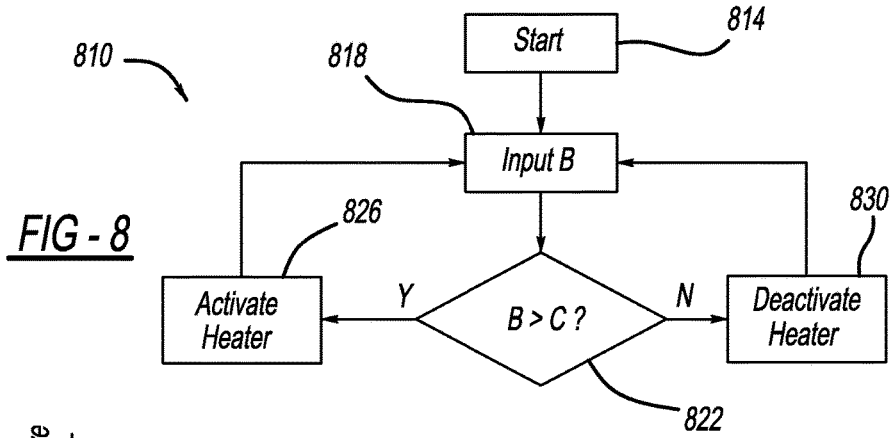 810
818
Start
814
Input B
FIG - 8
826
830
Activate
Heater
Y
B > C ?
N
Deactivate
Heater
822